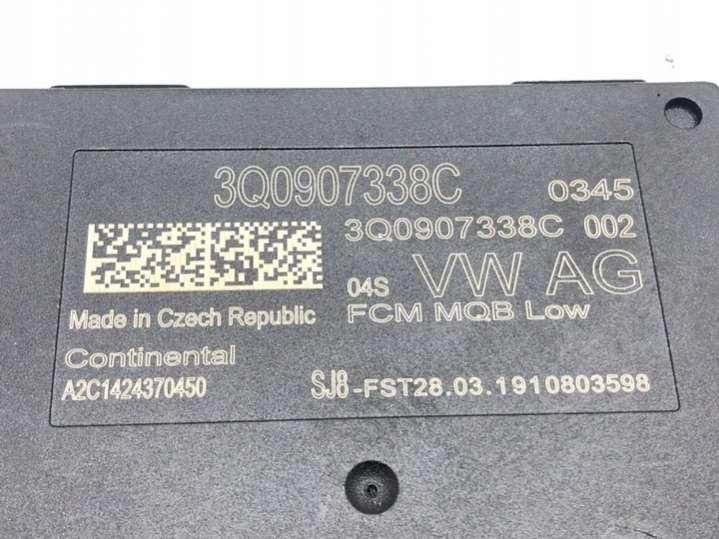 3Q0907338C 0345
3Q0907338C 002
04S VW AG
Made in Czech Republic FCM MQB Low
Continental
A2C1424370450 SJ8-FST28.03.1910803598